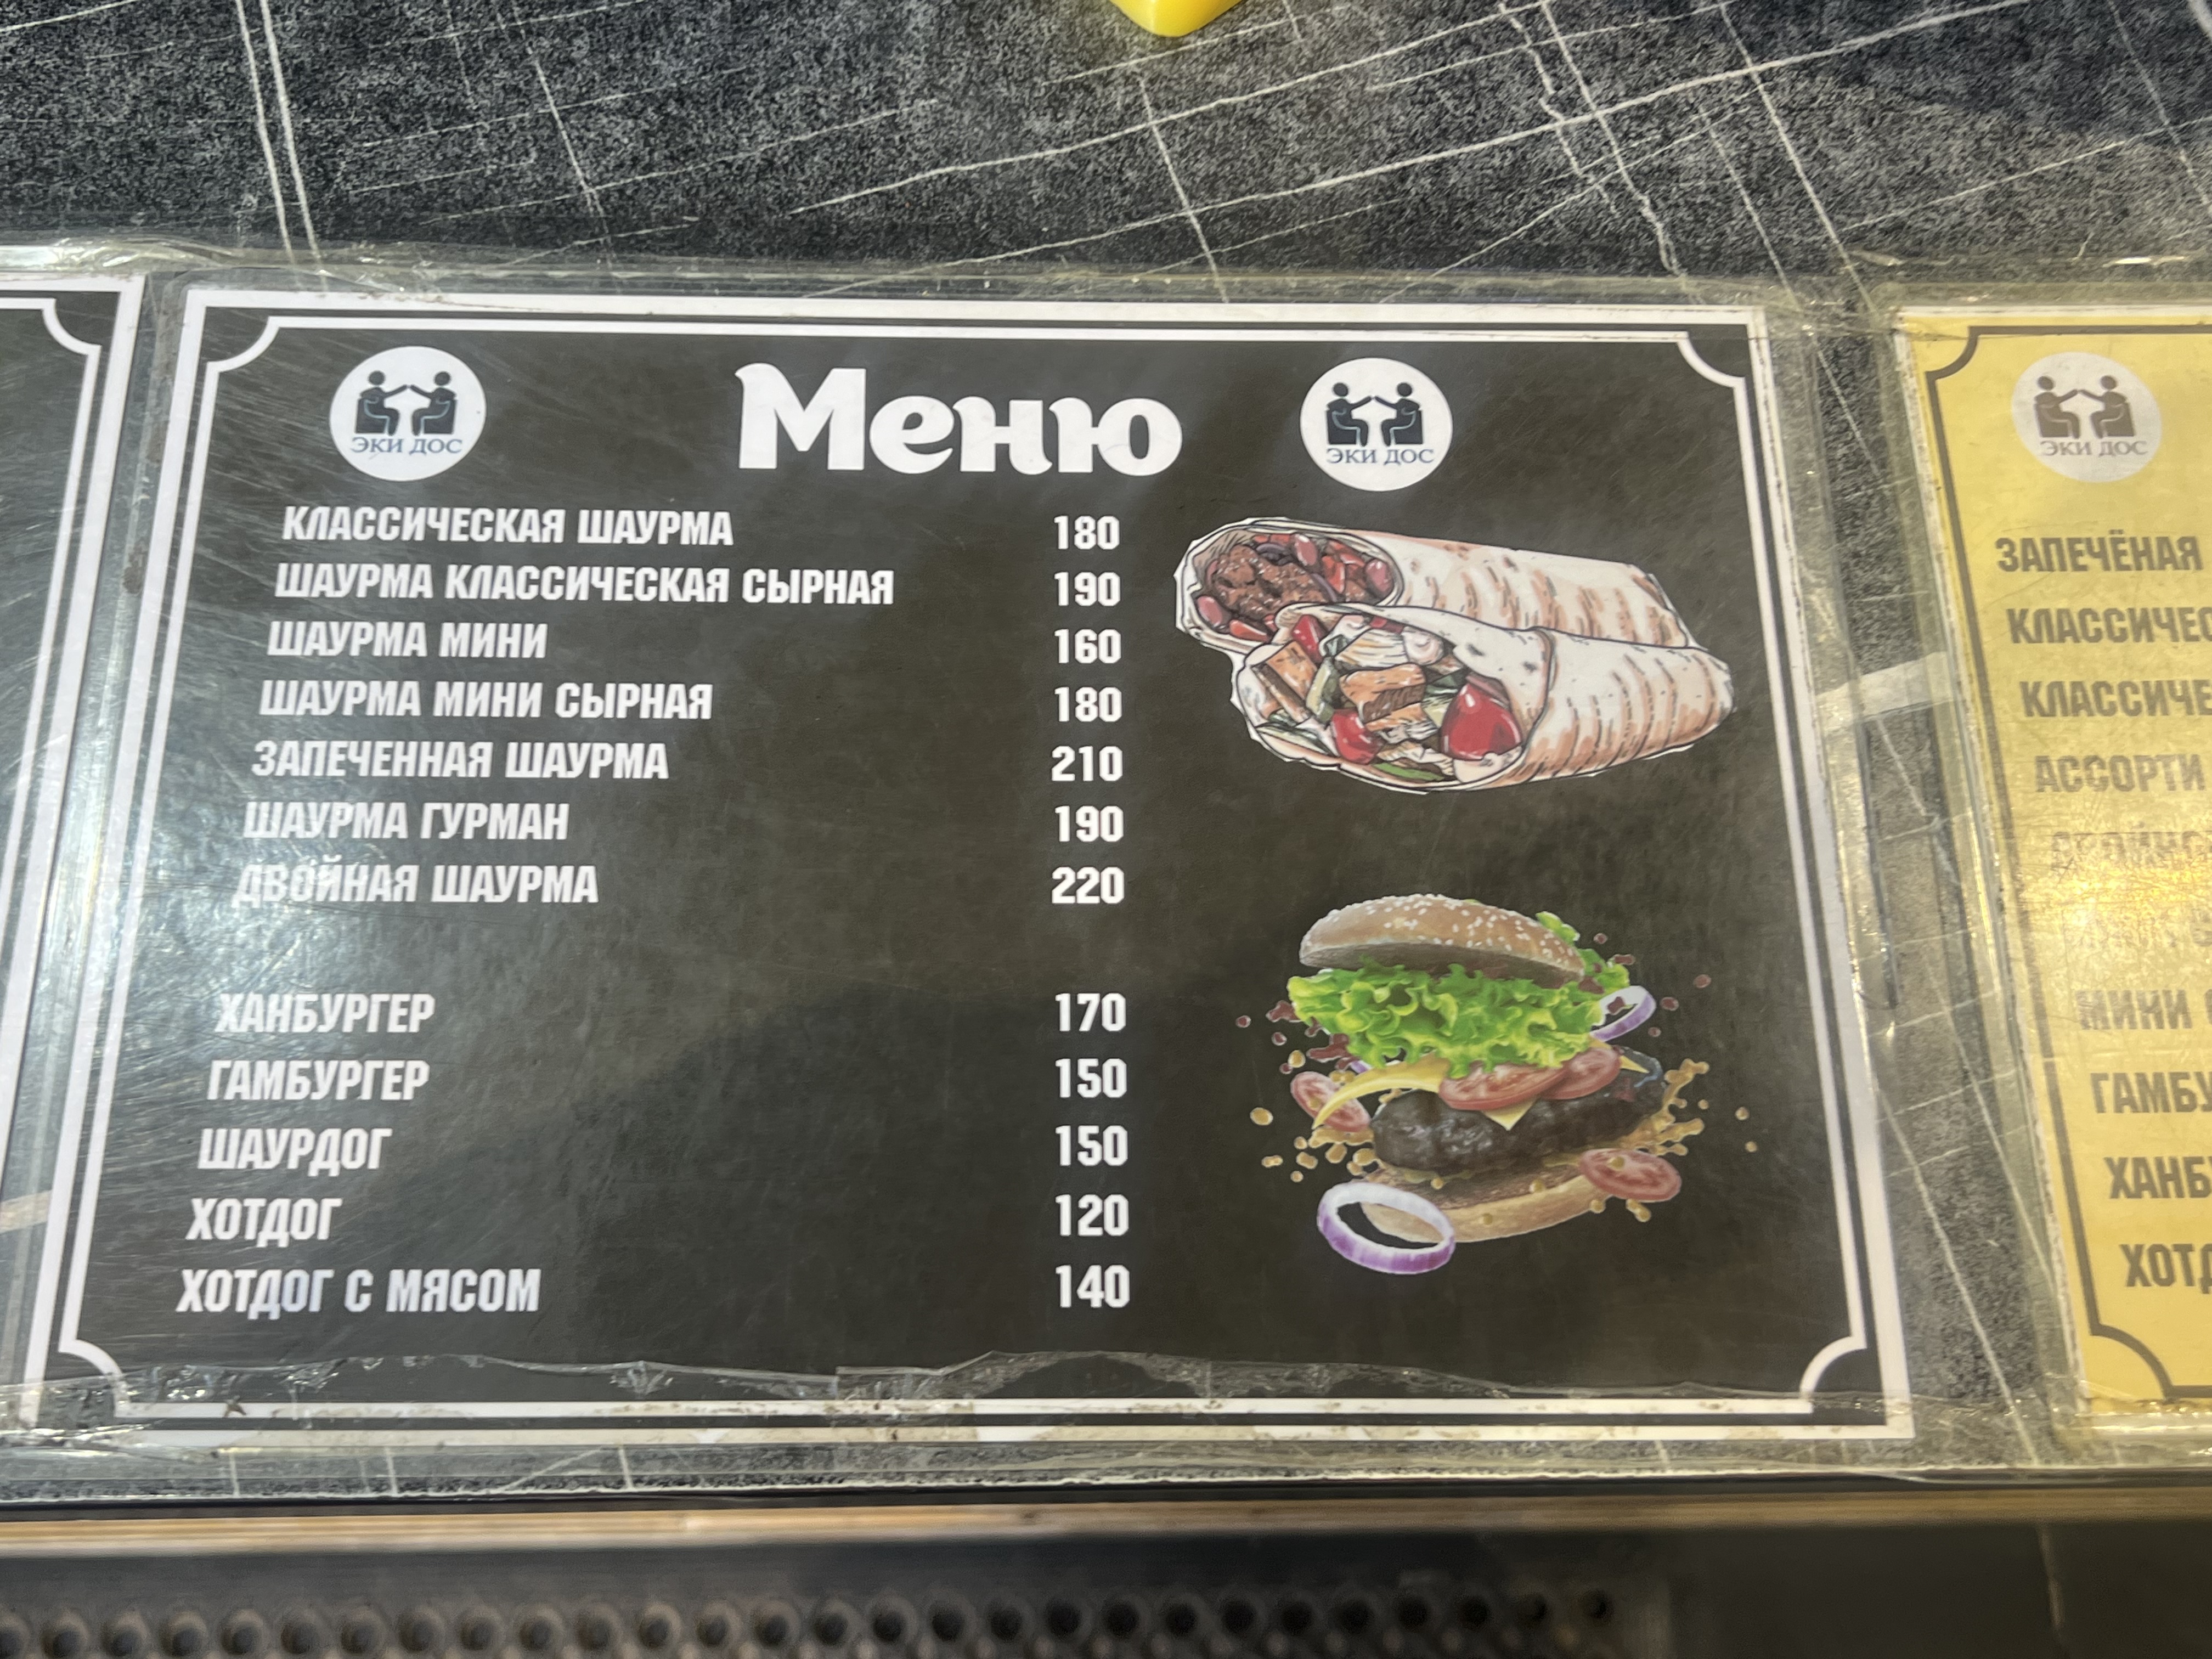 Меню
ЭКИ ДОС
ЭКИ ДОС
КЛАССИЧЕСКАЯ ШАУРМА 180
ШАУРМА КЛАССИЧЕСКАЯ СЫРНАЯ 190
ШАУРМА МИНИ 160
ШАУРМА МИНИ СЫРНАЯ 180
ЗАПЕЧЕННАЯ ШАУРМА 210
ШАУРМА ГУРМАН 190
ДВОЙНАЯ ШАУРМА 220
ХАНБУРГЕР 170
ГАМБУРГЕР 150
ШАУРДОГ 150
ХОТДОГ 120
ХОТДОГ С МЯСОМ 140
ЭКИ ДОС
ЗАПЕЧЁНАЯ
АССОРТИ
МИНИ